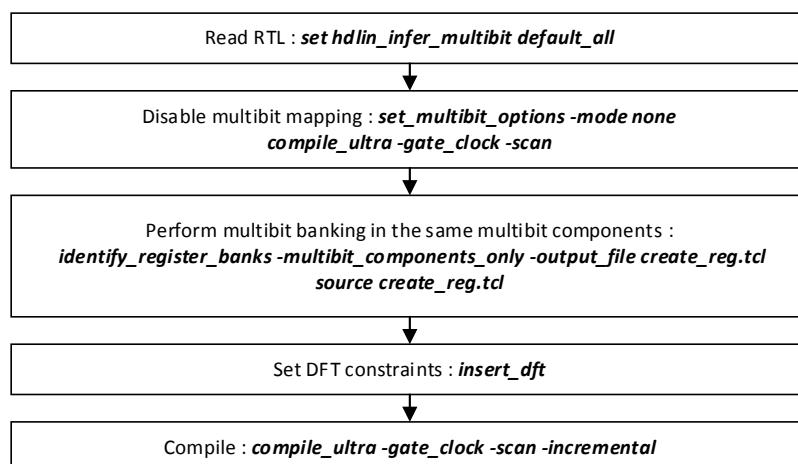 Read RTL : set hdlin_infer_multibit default_all
Disable multibit mapping : set_multibit_options -mode none
compile_ultra -gate_clock -scan
Perform multibit banking in the same multibit components :
identify_register_banks -multibit_components_only -output_file create_reg.tcl
source create_reg.tcl
Set DFT constraints : insert_dft
Compile : compile_ultra -gate_clock -scan -incremental